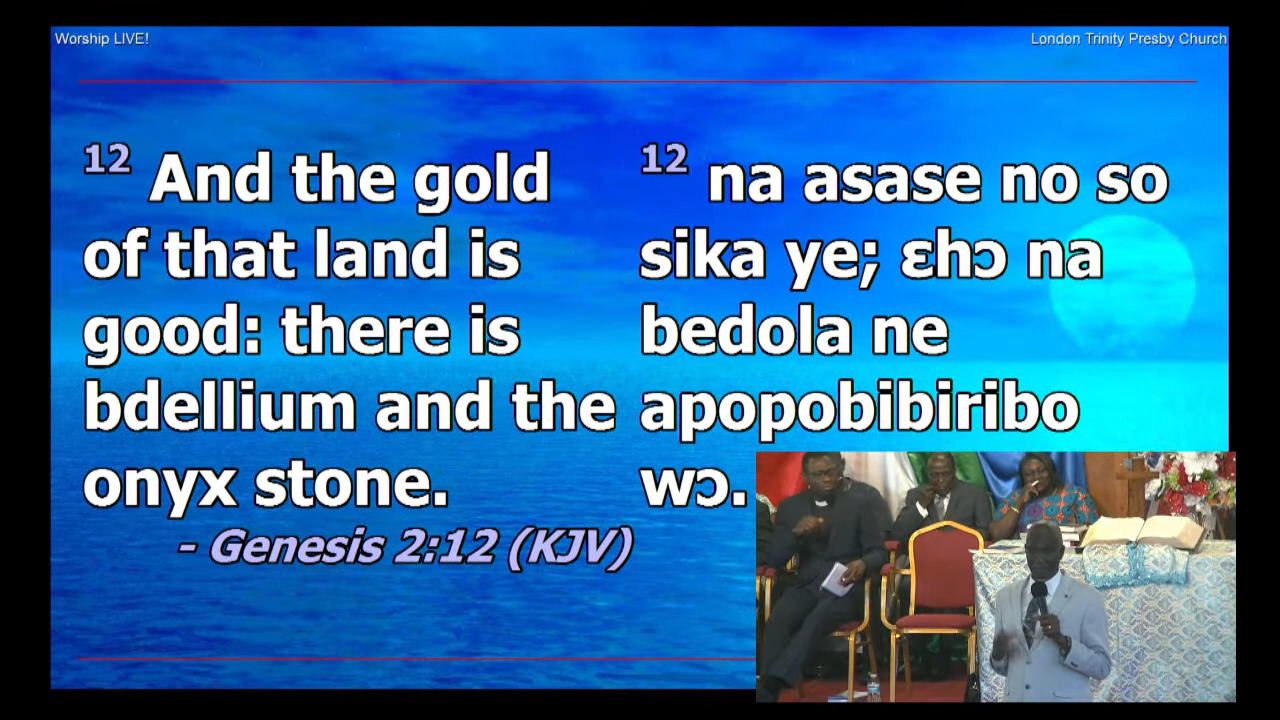 Worship LIVE!
London Trinity Presby Church
12 And the gold
of that land is
good: there is
bdellium and the
onyx stone.
- Genesis 2:12 (KJV)
12 na asase no so
sika ye; ɛhɔ na
bedola ne
apopobibiribo
wɔ.